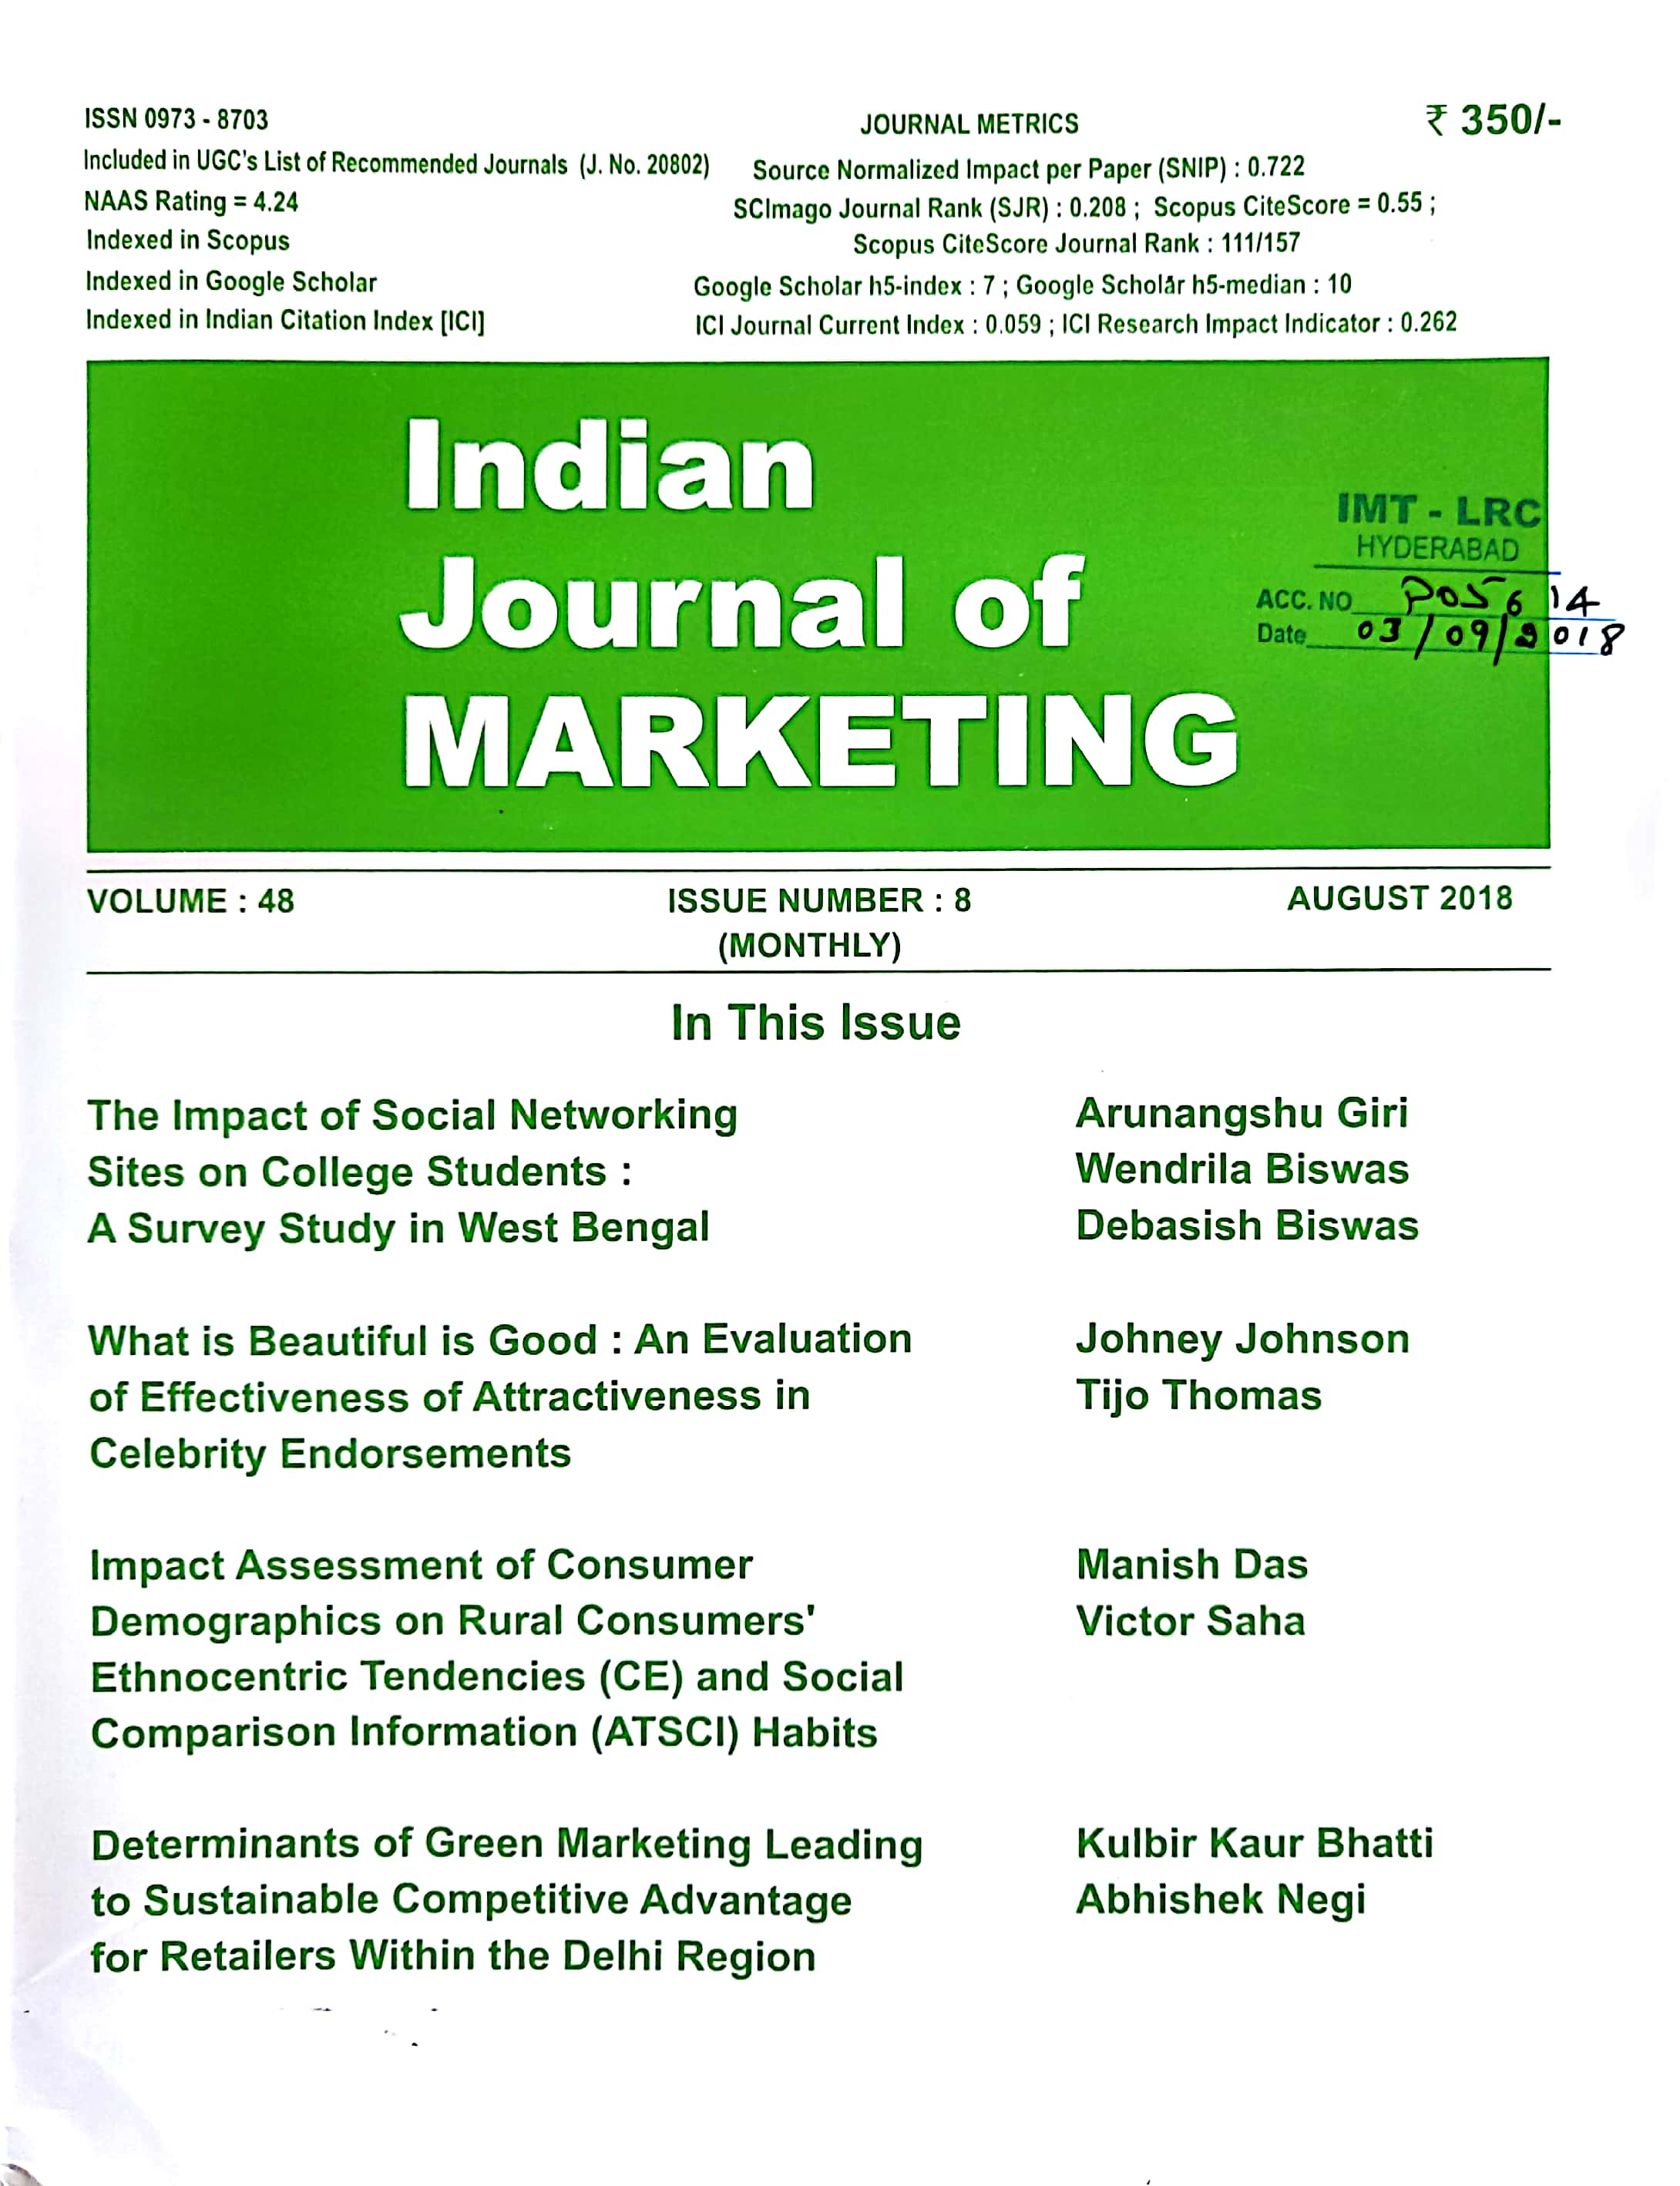 ISSN 0973 - 8703
Included in UGC's List of Recommended Journals (J. No. 20802)
NAAS Rating = 4.24
Indexed in Scopus
Indexed in Google Scholar
Indexed in Indian Citation Index [ICI]
JOURNAL METRICS
₹ 350/-
Source Normalized Impact per Paper (SNIP) : 0.722
SCImago Journal Rank (SJR) : 0.208 ; Scopus CiteScore = 0.55 ;
Scopus CiteScore Journal Rank : 111/157
Google Scholar h5-index : 7 ; Google Scholar h5-median : 10
ICI Journal Current Index : 0.059 ; ICI Research Impact Indicator : 0.262
Indian
Journal of
MARKETING
IMT - LRC
HYDERABAD
ACC. NO P05614
Date 03/09/2018
VOLUME : 48
ISSUE NUMBER : 8
(MONTHLY)
AUGUST 2018
In This Issue
The Impact of Social Networking
Sites on College Students :
A Survey Study in West Bengal
Arunangshu Giri
Wendrila Biswas
Debasish Biswas
What is Beautiful is Good : An Evaluation
of Effectiveness of Attractiveness in
Celebrity Endorsements
Johney Johnson
Tijo Thomas
Impact Assessment of Consumer
Demographics on Rural Consumers'
Ethnocentric Tendencies (CE) and Social
Comparison Information (ATSCI) Habits
Manish Das
Victor Saha
Determinants of Green Marketing Leading
to Sustainable Competitive Advantage
for Retailers Within the Delhi Region
Kulbir Kaur Bhatti
Abhishek Negi